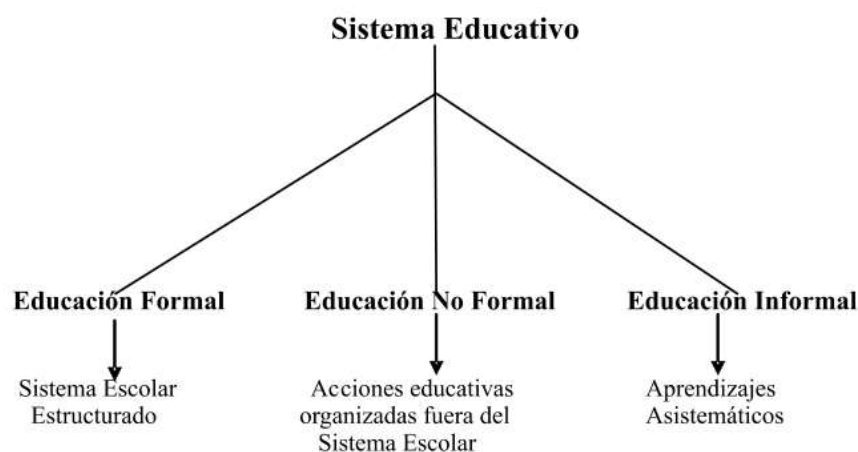 Sistema Educativo
Educación Formal
Educación No Formal
Educación Informal
Sistema Escolar
Estructurado
Acciones educativas
organizadas fuera del
Sistema Escolar
Aprendizajes
Asistemáticos